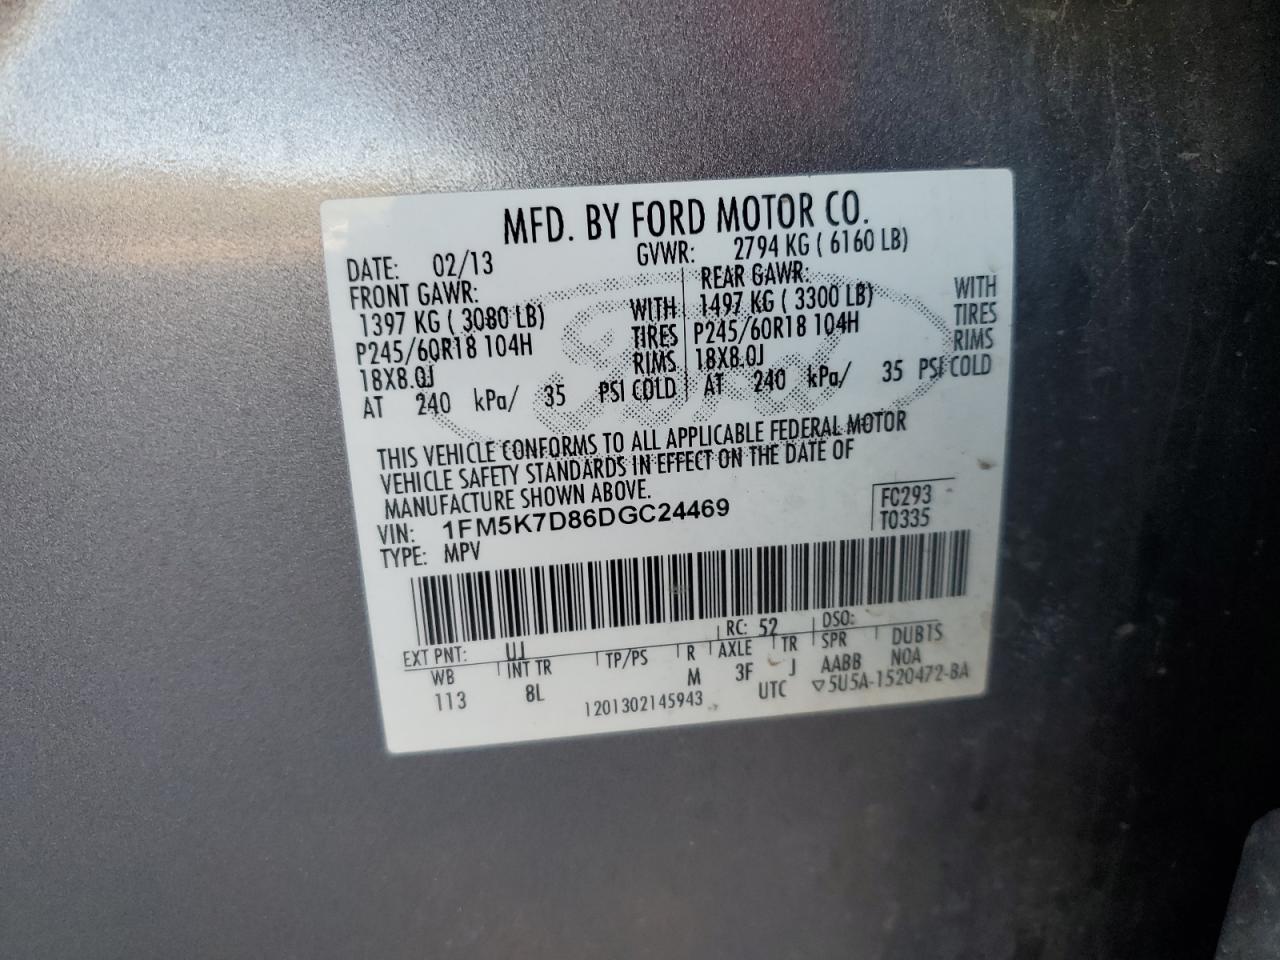 MFD. BY FORD MOTOR CO.
DATE: 02/13 GVWR: 2794 KG ( 6160 LB)
FRONT GAWR: REAR GAWR:
1397 KG ( 3080 LB) WITH 1497 KG ( 3300 LB) WITH
P245/60R18 104H TIRES P245/60R18 104H TIRES
18X8.0J RIMS 18X8.0J RIMS
AT 240 kPa/ 35 PSI COLD AT 240 kPa/ 35 PSI COLD
THIS VEHICLE CONFORMS TO ALL APPLICABLE FEDERAL MOTOR
VEHICLE SAFETY STANDARDS IN EFFECT ON THE DATE OF
MANUFACTURE SHOWN ABOVE.
VIN: 1FM5K7D86DGC24469 FC293
TYPE: MPV T0335
EXT PNT: UJ RC: 52 DSO:
WB INT TR TP/PS R AXLE TR SPR DUBTS
113 8L M 3F J AABB NOA
1201302145943 UTC ▽5U5A-1520472-BA